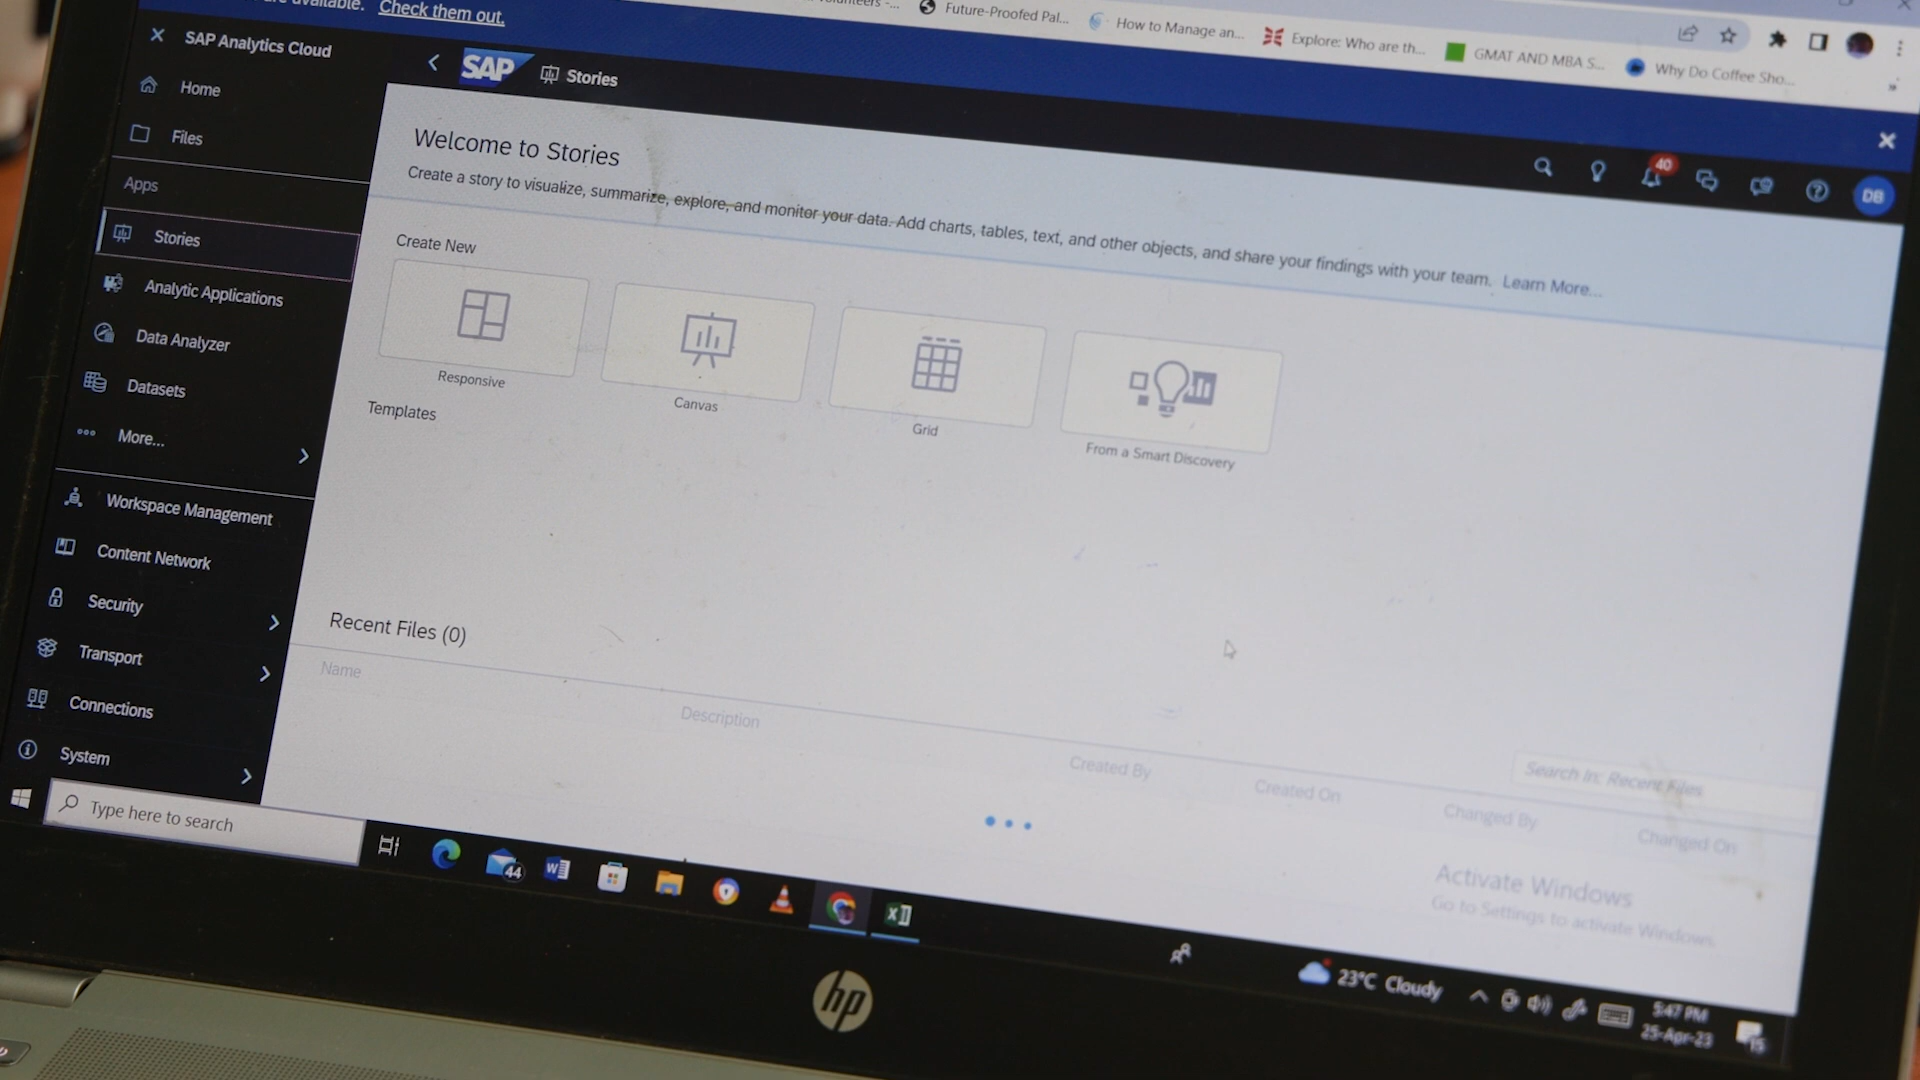 available. Check them out.
Future-Proofed Pal...
How to Manage an...
Explore: Who are th...
GMAT AND MBA S...
Why Do Coffee Sho...
SAP Analytics Cloud
SAP Stories
40
DB
Home
Files
Apps
Stories
Analytic Applications
Data Analyzer
Datasets
More...
Workspace Management
Content Network
Security
Transport
Connections
System
Welcome to Stories
Create a story to visualize, summarize, explore, and monitor your data. Add charts, tables, text, and other objects, and share your findings with your team. Learn More...
Create New
Responsive
Canvas
Grid
From a Smart Discovery
Templates
Recent Files (0)
Search In: Recent Files
Name
Description
Created By
Created On
Changed By
Changed On
Activate Windows
Go to Settings to activate Windows.
Type here to search
44
23°C Cloudy
5:47 PM
25-Apr-23
15
hp